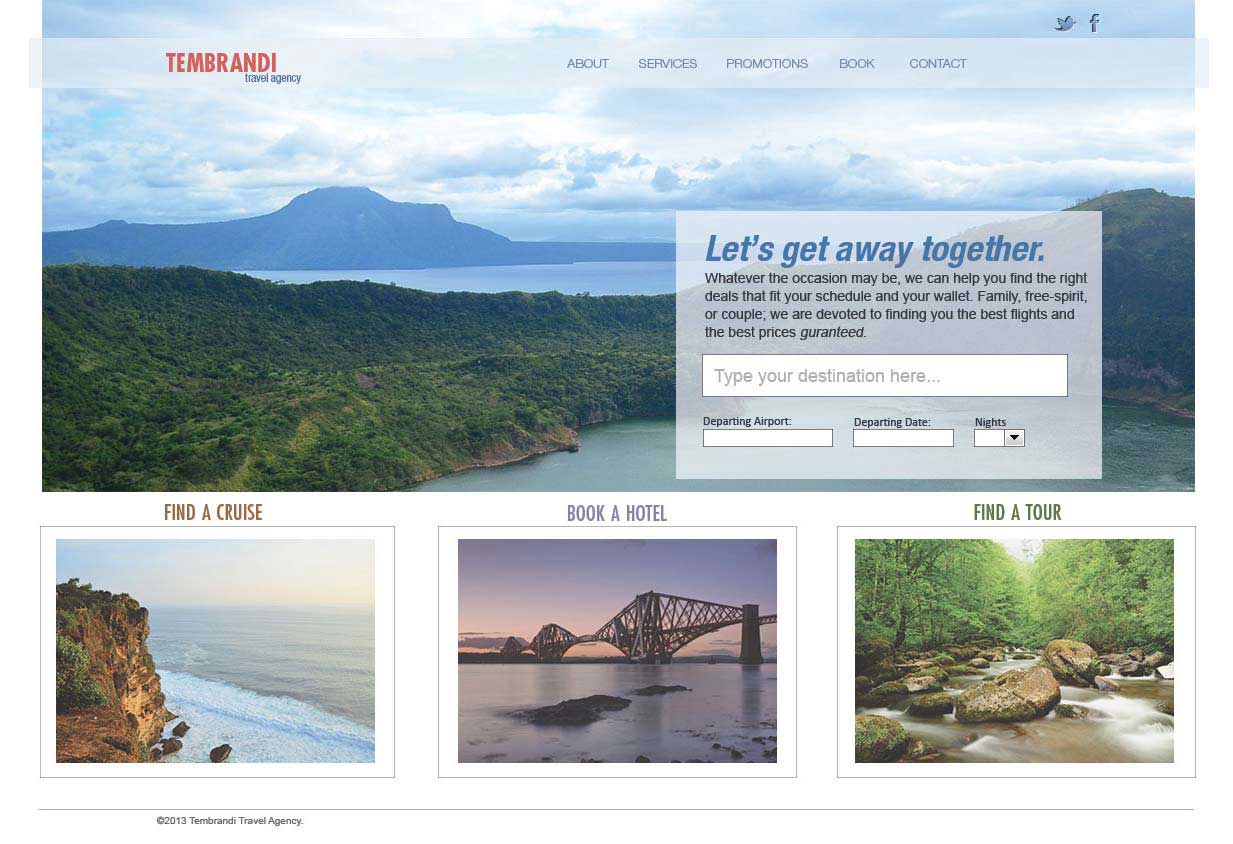 TEMBRANDI
travel agency
ABOUT SERVICES PROMOTIONS BOOK CONTACT
Let's get away together.
Whatever the occasion may be, we can help you find the right
deals that fit your schedule and your wallet. Family, free-spirit,
or couple; we are devoted to finding you the best flights and
the best prices guranteed.
Type your destination here...
Departing Airport: Departing Date: Nights
FIND A CRUISE BOOK A HOTEL FIND A TOUR
©2013 Tembrandi Travel Agency.